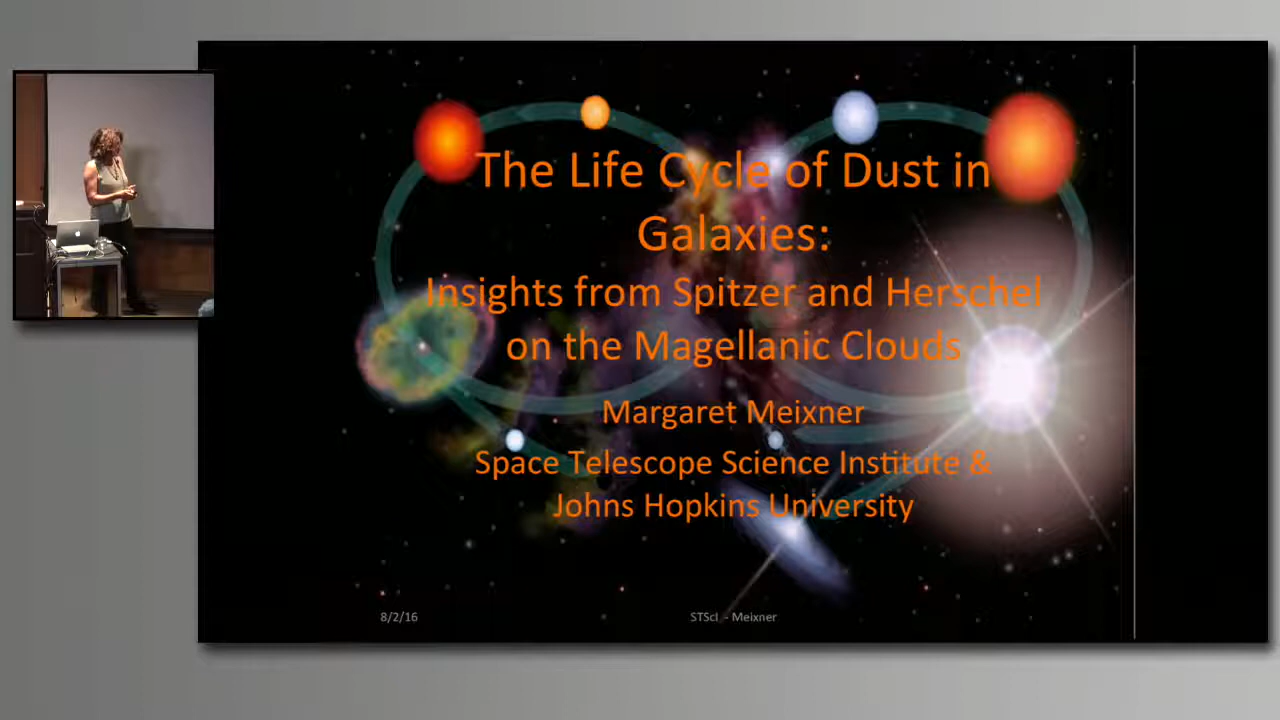 The Life Cycle of Dust in
Galaxies:
Insights from Spitzer and Herschel
on the Magellanic Clouds
Margaret Meixner
Space Telescope Science Institute &
Johns Hopkins University
8/2/16
STScI - Meixner